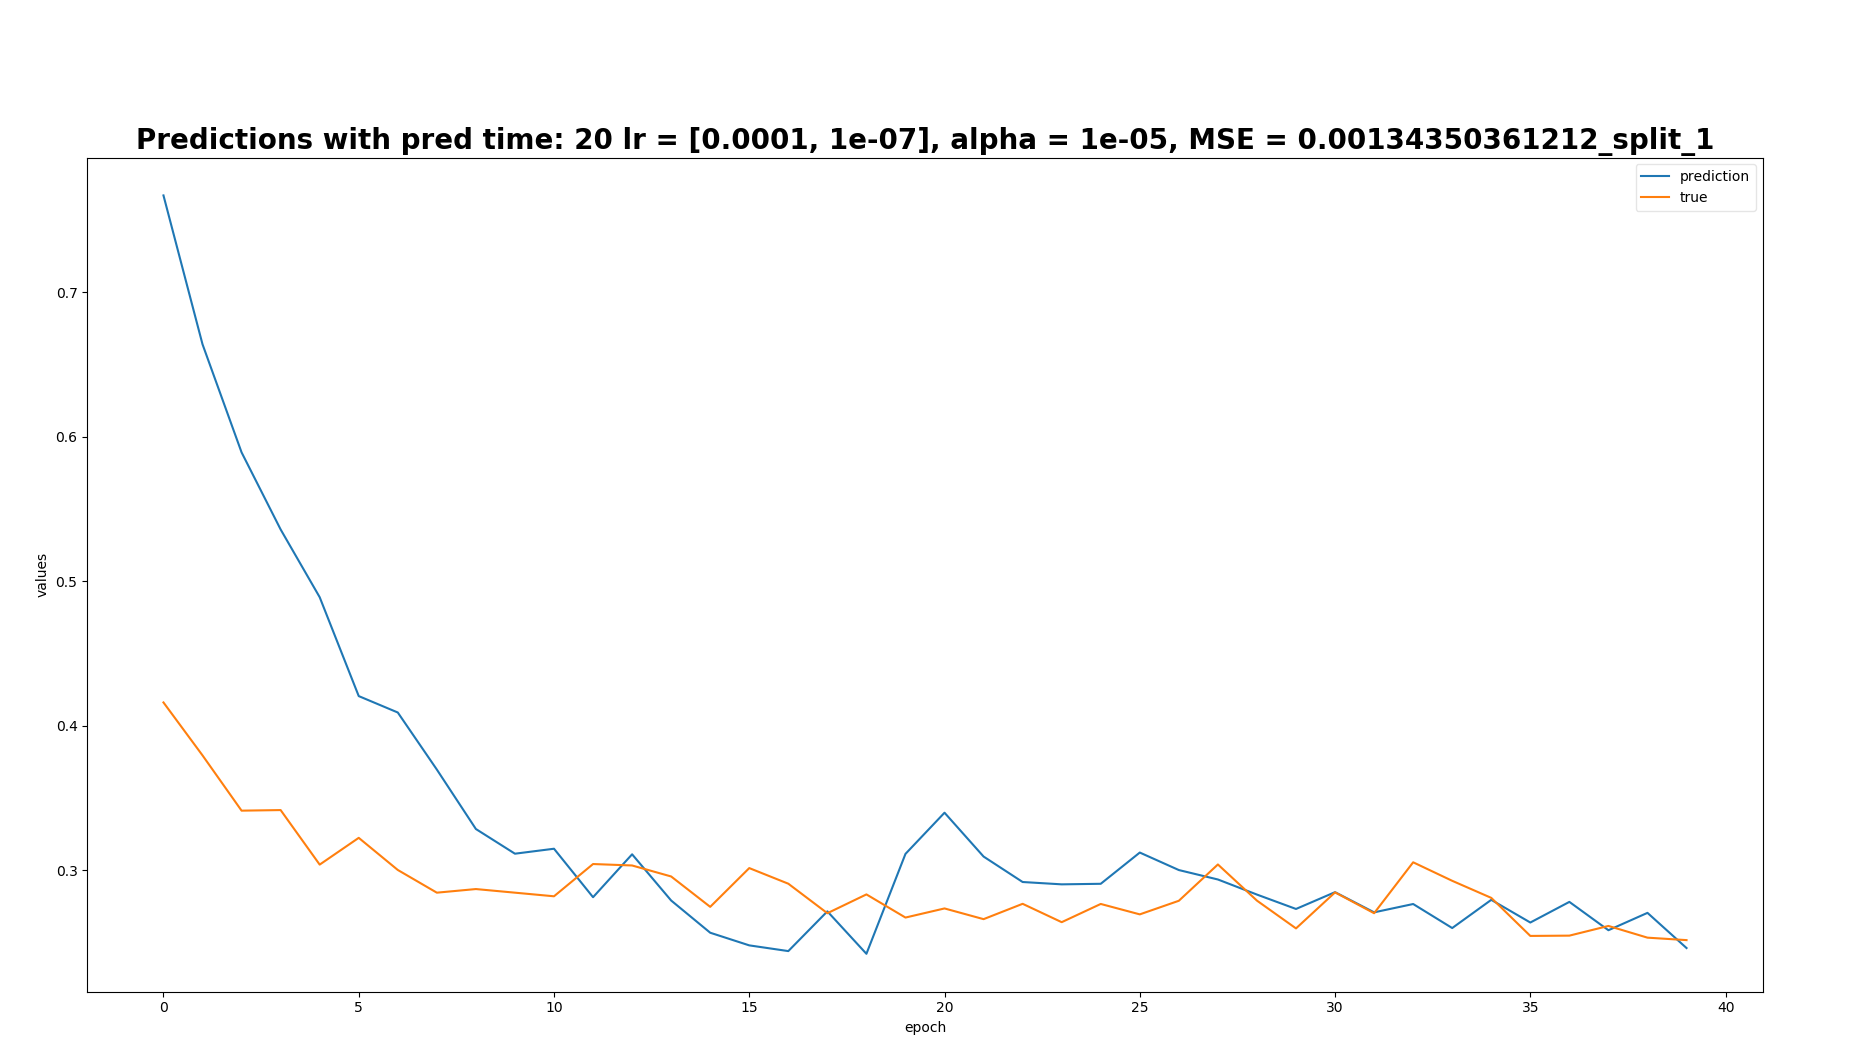 Predictions with pred time: 20 lr = [0.0001, 1e-07], alpha = 1e-05, MSE = 0.00134350361212_split_1
prediction
true
values
0.7
0.6
0.5
0.4
0.3
0 5 10 15 20 25 30 35 40
epoch